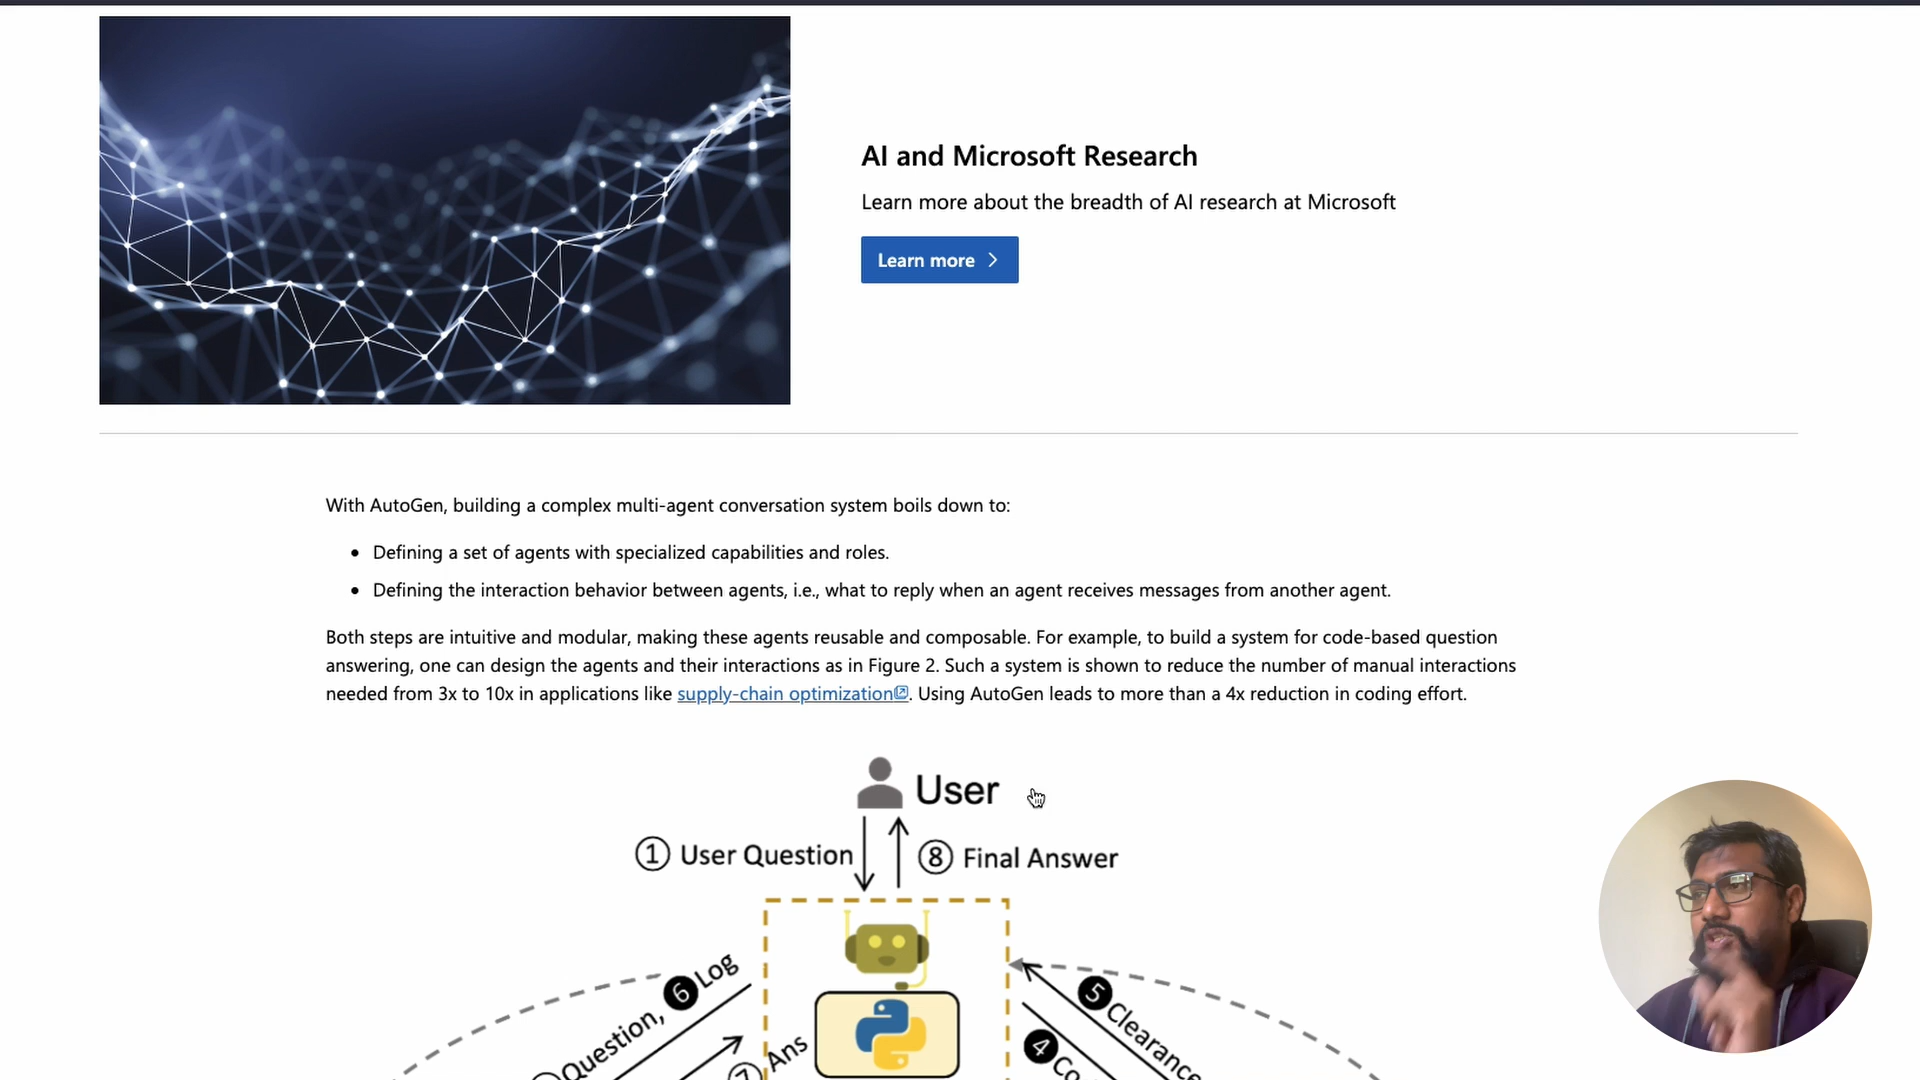 AI and Microsoft Research
Learn more about the breadth of AI research at Microsoft
Learn more
With AutoGen, building a complex multi-agent conversation system boils down to:
• Defining a set of agents with specialized capabilities and roles.
• Defining the interaction behavior between agents, i.e., what to reply when an agent receives messages from another agent.
Both steps are intuitive and modular, making these agents reusable and composable. For example, to build a system for code-based question
answering, one can design the agents and their interactions as in Figure 2. Such a system is shown to reduce the number of manual interactions
needed from 3x to 10x in applications like supply-chain optimization. Using AutoGen leads to more than a 4x reduction in coding effort.
User
① User Question
⑧ Final Answer
Question, ❻ Log
⑦ Ans
❺ Clearance
❹